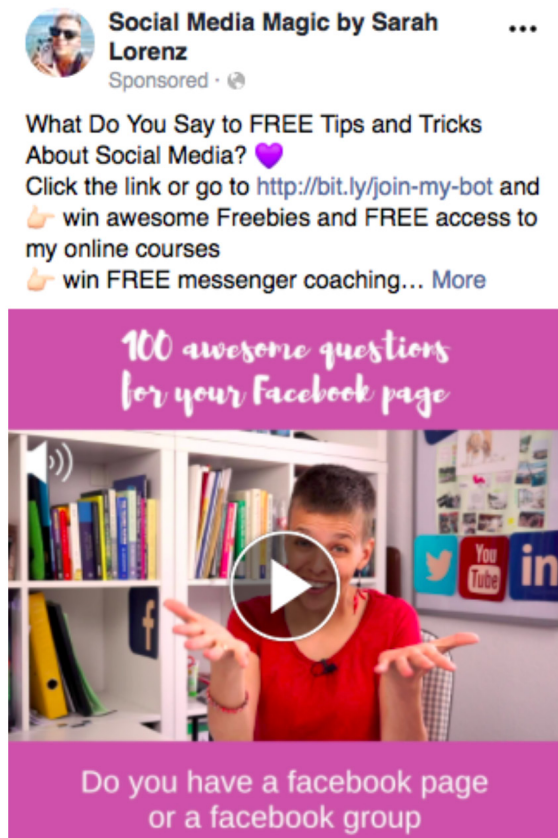 Social Media Magic by Sarah
Lorenz
Sponsored ·
What Do You Say to FREE Tips and Tricks
About Social Media? 💜
Click the link or go to http://bit.ly/join-my-bot and
👉🏻 win awesome Freebies and FREE access to
my online courses
👉🏻 win FREE messenger coaching... More
100 awesome questions
for your Facebook page
You
Tube
in
f
Do you have a facebook page
or a facebook group